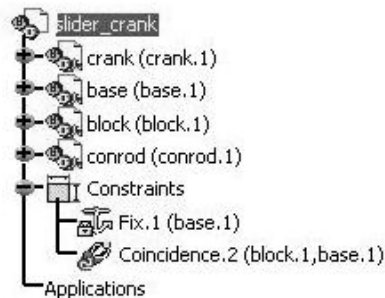 slider_crank
crank (crank.1)
base (base.1)
block (block.1)
conrod (conrod.1)
Constraints
Fix.1 (base.1)
Coincidence.2 (block.1,base.1)
Applications